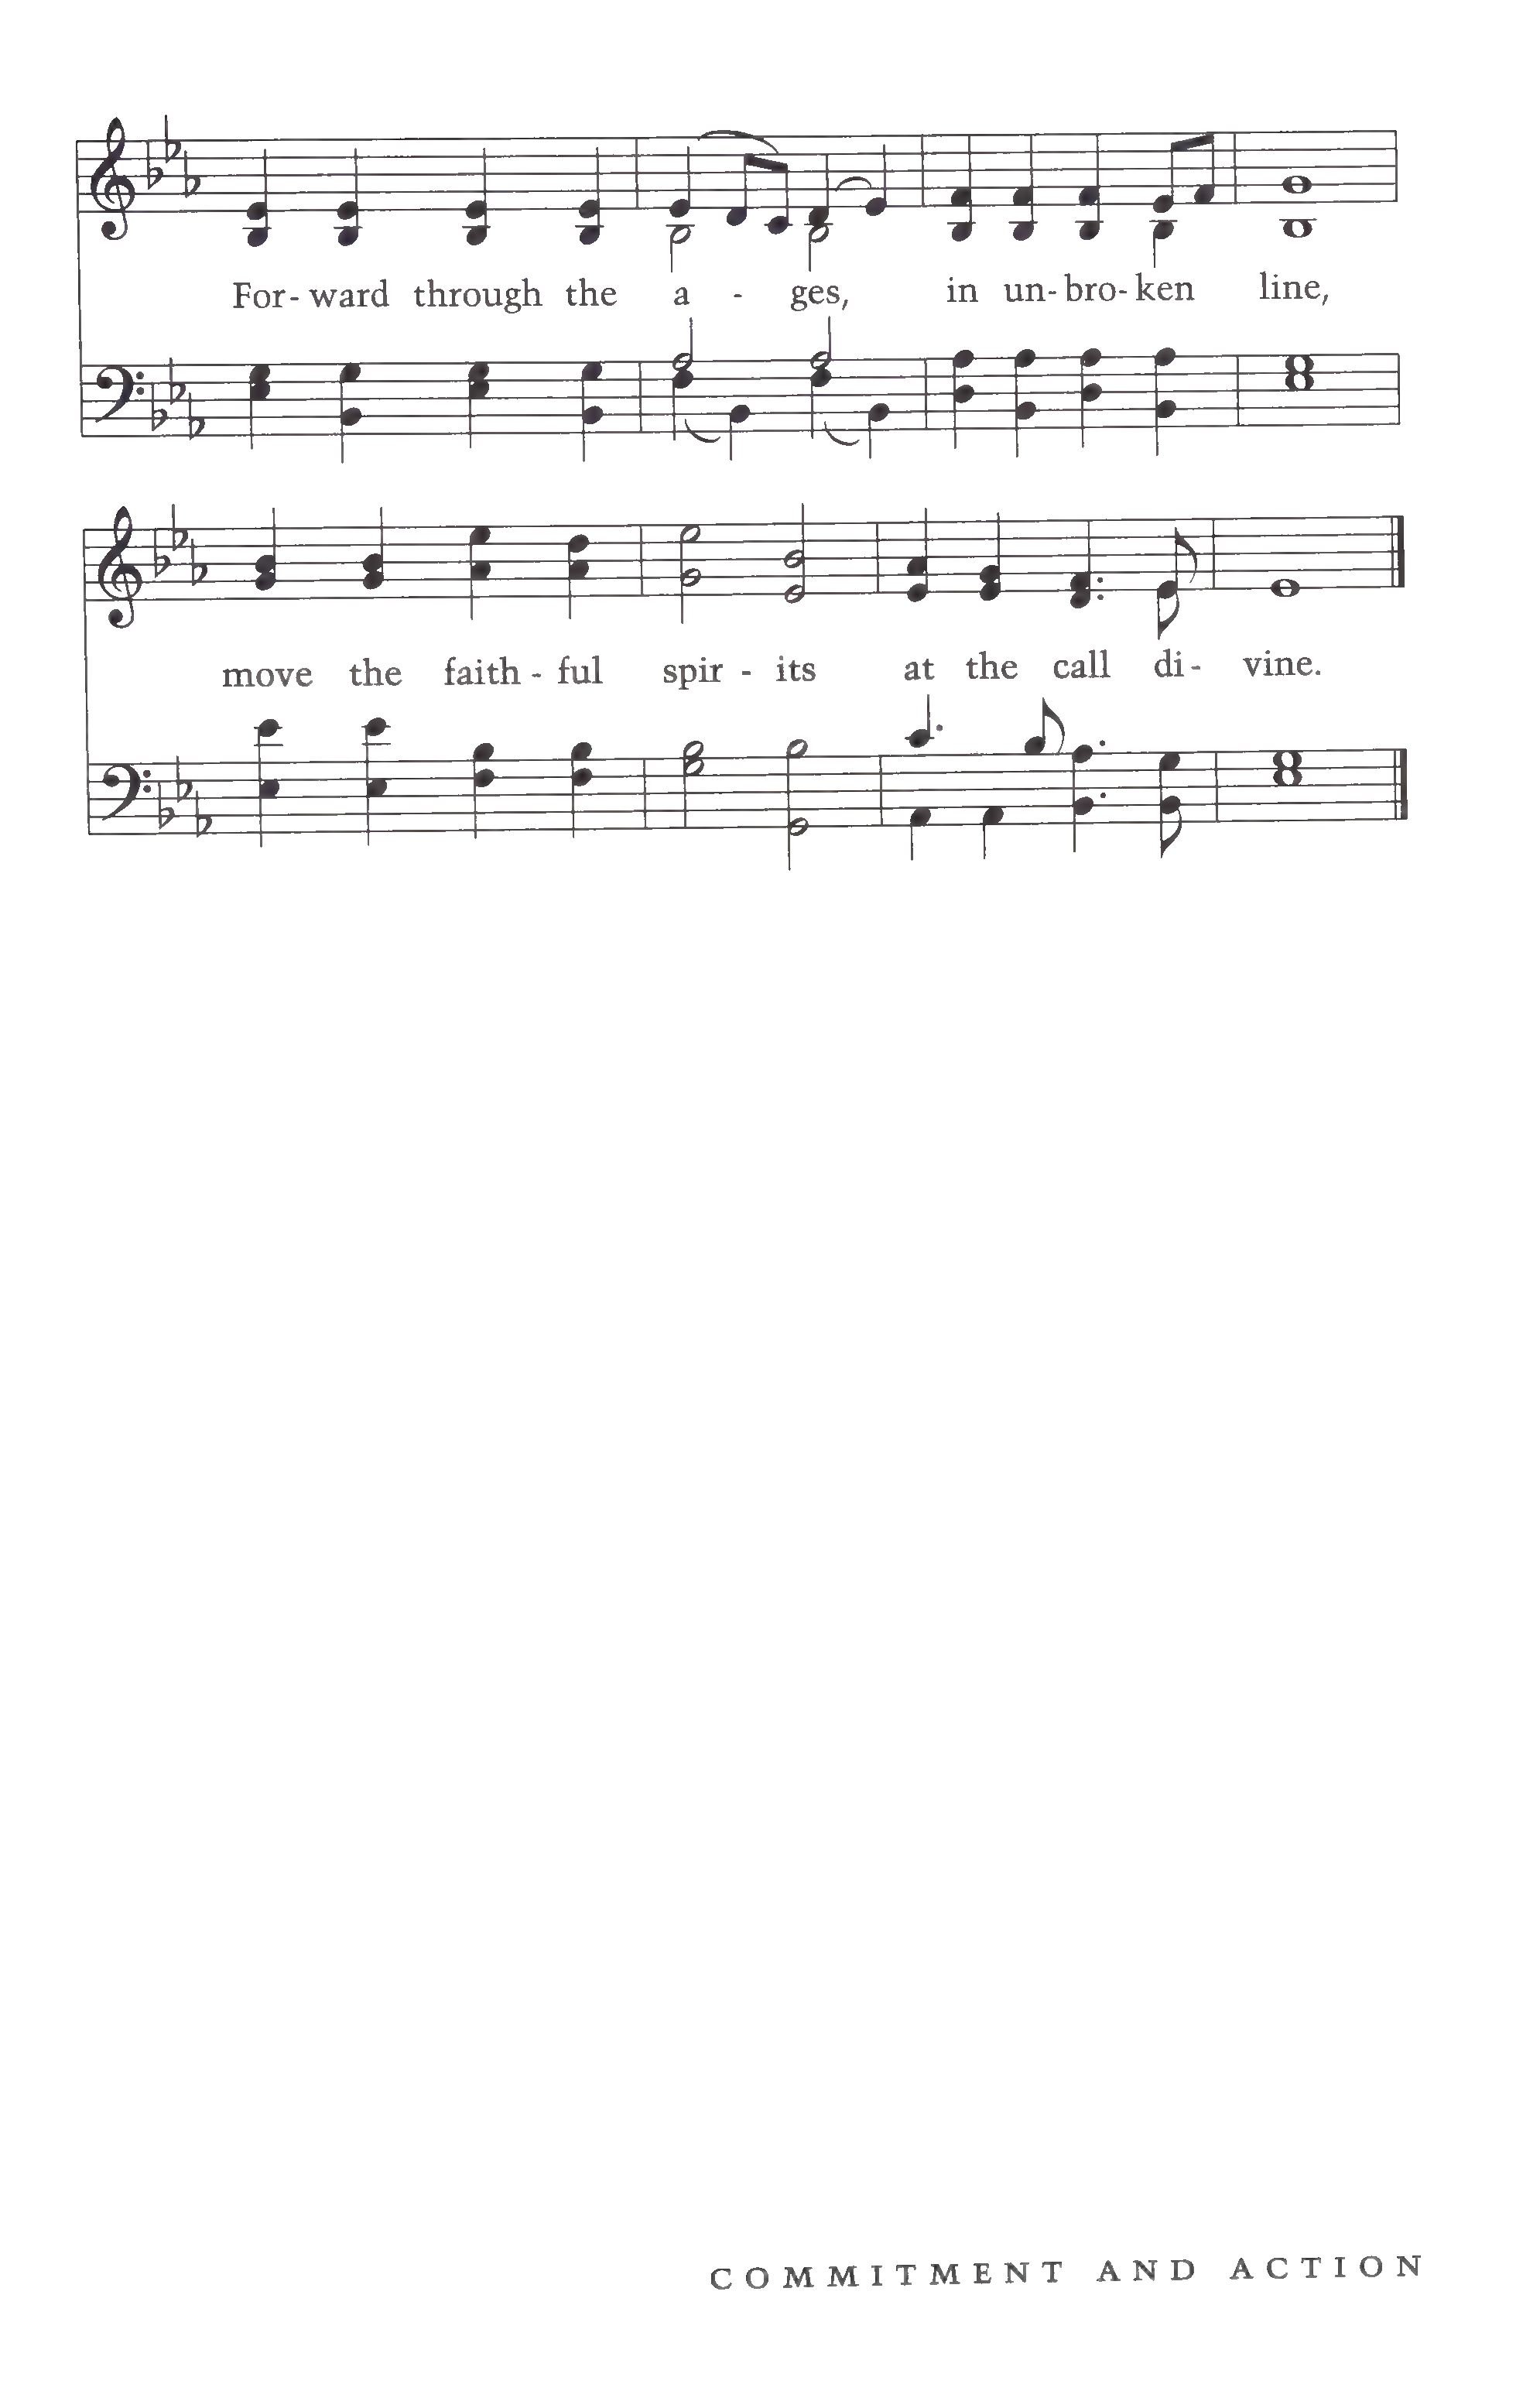 For- ward through the a - ges, in un- bro- ken line,
move the faith - ful spir - its at the call di - vine.
COMMITMENT AND ACTION